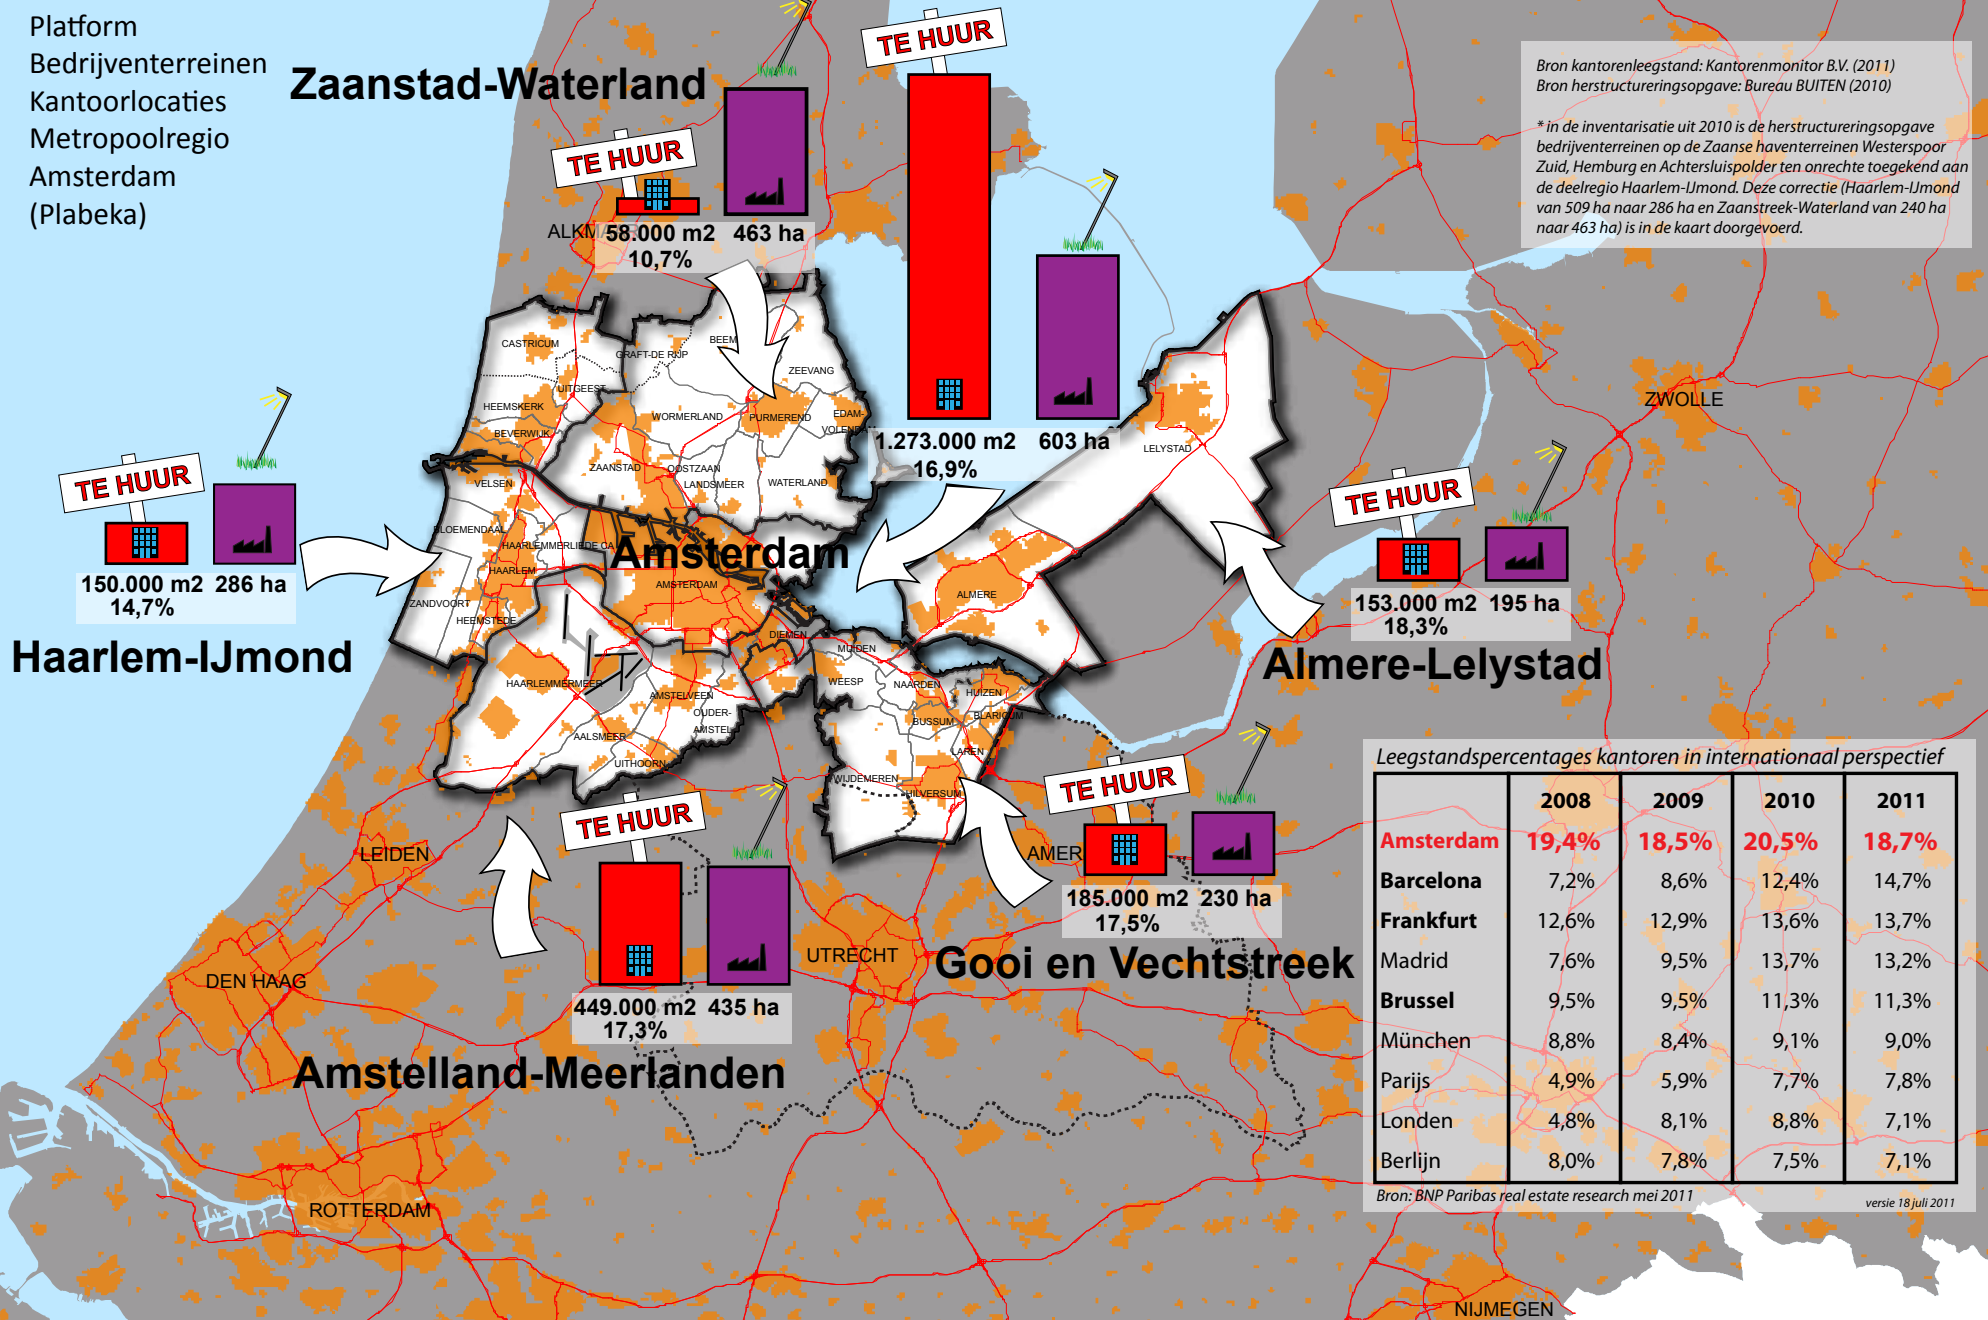 Platform
Bedrijventerreinen
Kantoorlocaties
Metropoolregio
Amsterdam
(Plabeka)
Zaanstad-Waterland
TE HUUR
58.000 m2 463 ha
10,7%
TE HUUR
1.273.000 m2 603 ha
16,9%
Bron kantorenleegstand: Kantorenmonitor B.V. (2011)
Bron herstructureringsopgave: Bureau BUITEN (2010)
* in de inventarisatie uit 2010 is de herstructureringsopgave
bedrijventerreinen op de Zaanse haventerreinen Westerspoor
Zuid, Hemburg en Achtersluispolder ten onrechte toegekend aan
de deelregio Haarlem-IJmond. Deze correctie (Haarlem-IJmond
van 509 ha naar 286 ha en Zaanstreek-Waterland van 240 ha
naar 463 ha) is in de kaart doorgevoerd.
CASTRICUM
GRAFT-DE RIJP
BEEM
ZEEVANG
UITGEEST
HEEMSKERK
WORMERLAND
PURMEREND
EDAM-
VOLENDA
BEVERWIJK
ZAANSTAD
OOSTZAAN
LANDSMEER
WATERLAND
VELSEN
LELYSTAD
ZWOLLE
BLOEMENDAAL
HAARLEMMERLIEDE CA
HAARLEM
Amsterdam
AMSTERDAM
ZANDVOORT
HEEMSTEDE
DIEMEN
ALMERE
TE HUUR
150.000 m2 286 ha
14,7%
Haarlem-IJmond
TE HUUR
153.000 m2 195 ha
18,3%
Almere-Lelystad
MUIDEN
WEESP
NAARDEN
HUIZEN
HAARLEMMERMEER
AMSTELVEEN
OUDER-
AMSTEL
BUSSUM
BLARICUM
AALSMEER
LAREN
UITHOORN
WIJDEMEREN
HILVERSUM
TE HUUR
449.000 m2 435 ha
17,3%
Amstelland-Meerlanden
TE HUUR
AMER
185.000 m2 230 ha
17,5%
Gooi en Vechtstreek
LEIDEN
DEN HAAG
UTRECHT
ROTTERDAM
NIJMEGEN
Leegstandspercentages kantoren in internationaal perspectief
2008 2009 2010 2011
Amsterdam 19,4% 18,5% 20,5% 18,7%
Barcelona 7,2% 8,6% 12,4% 14,7%
Frankfurt 12,6% 12,9% 13,6% 13,7%
Madrid 7,6% 9,5% 13,7% 13,2%
Brussel 9,5% 9,5% 11,3% 11,3%
München 8,8% 8,4% 9,1% 9,0%
Parijs 4,9% 5,9% 7,7% 7,8%
Londen 4,8% 8,1% 8,8% 7,1%
Berlijn 8,0% 7,8% 7,5% 7,1%
Bron: BNP Paribas real estate research mei 2011
versie 18 juli 2011